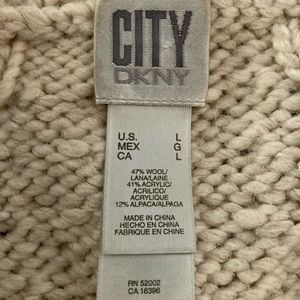 CITY
DKNY
U.S. L
MEX G
CA L
47% WOOL/
LANA/LAINE
41% ACRYLIC/
ACRILICO/
ACRYLIQUE
12% ALPACA/ALPAGA
MADE IN CHINA
HECHO EN CHINA
FABRIQUE EN CHINE
RN 52002
CA 16396